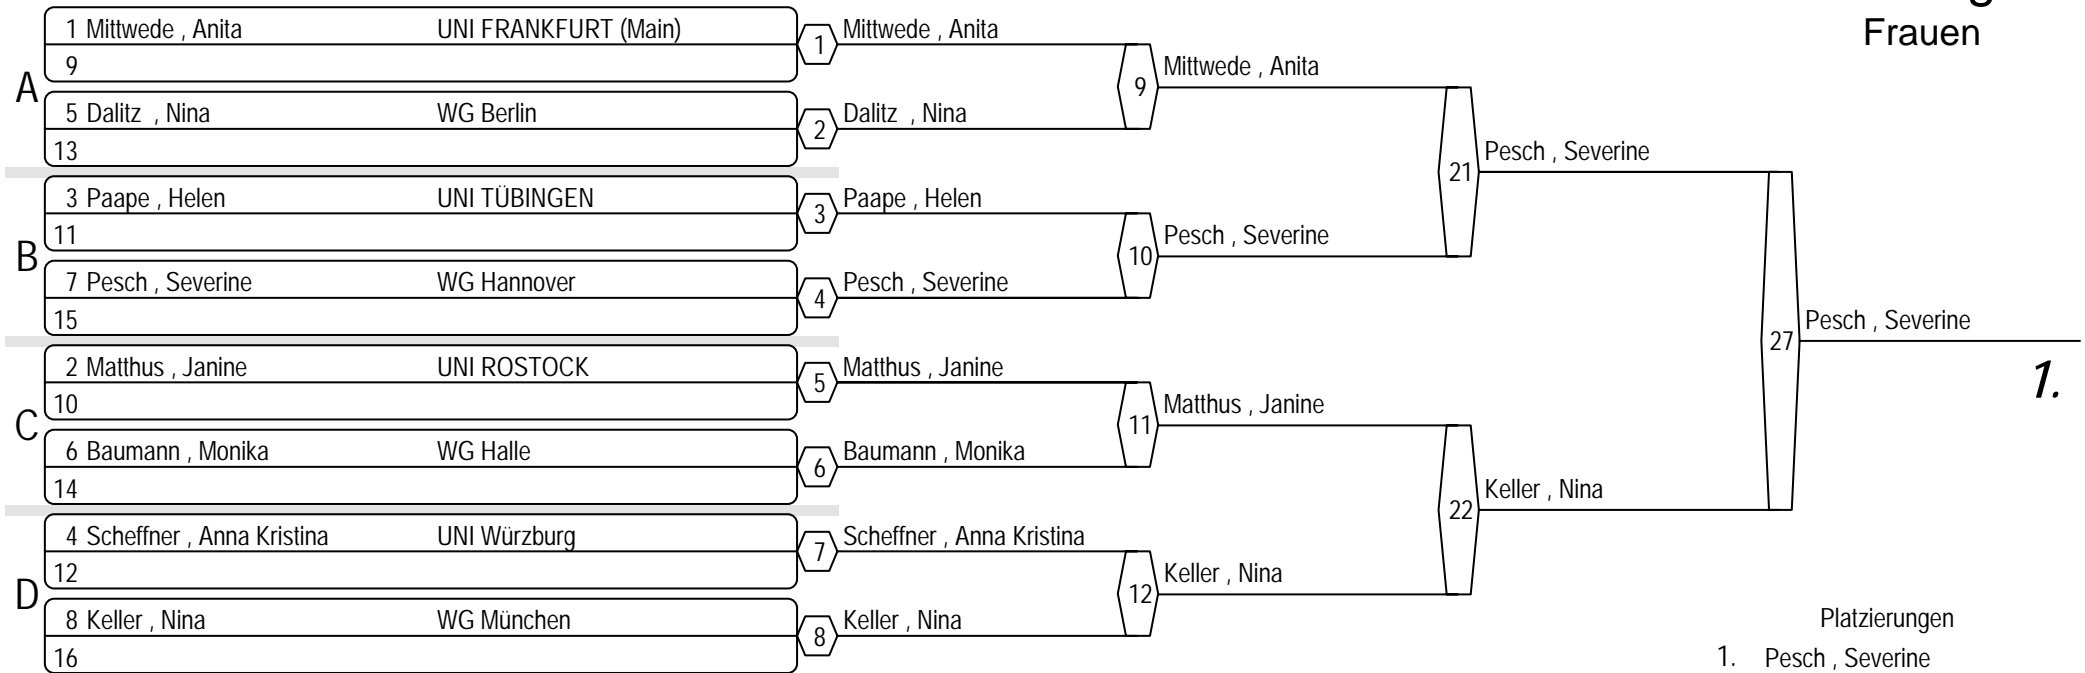 g
Frauen
A
1 Mittwede , Anita UNI FRANKFURT (Main)
9
5 Dalitz , Nina WG Berlin
13
B
3 Paape , Helen UNI TÜBINGEN
11
7 Pesch , Severine WG Hannover
15
C
2 Matthus , Janine UNI ROSTOCK
10
6 Baumann , Monika WG Halle
14
D
4 Scheffner , Anna Kristina UNI Würzburg
12
8 Keller , Nina WG München
16
1 Mittwede , Anita
2 Dalitz , Nina
3 Paape , Helen
4 Pesch , Severine
5 Matthus , Janine
6 Baumann , Monika
7 Scheffner , Anna Kristina
8 Keller , Nina
9 Mittwede , Anita
10 Pesch , Severine
11 Matthus , Janine
12 Keller , Nina
21 Pesch , Severine
22 Keller , Nina
27 Pesch , Severine
1.
Platzierungen
1. Pesch , Severine